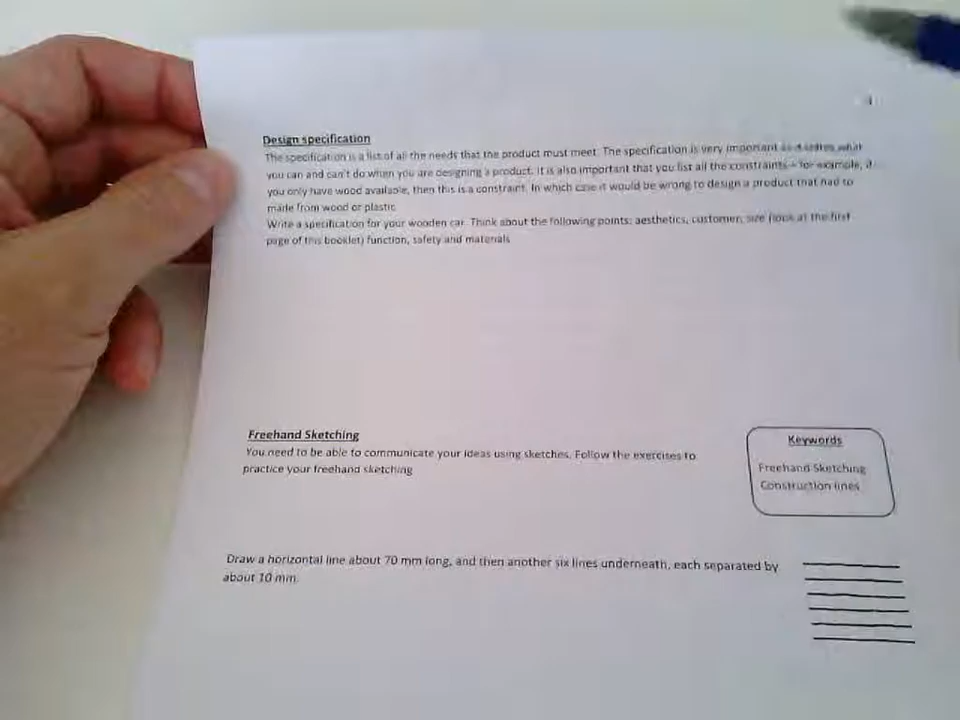 Design specification
The specification is a list of all the needs that the product must meet. The specification is very important as it states what
you can and can't do when you are designing a product. It is also important that you list all the constraints – for example, if
you only have wood available, then this is a constraint. In which case it would be wrong to design a product that had to
made from wood or plastic
Write a specification for your wooden car. Think about the following points: aesthetics, customer, size (look at the first
page of this booklet) function, safety and materials
Freehand Sketching
You need to be able to communicate your ideas using sketches. Follow the exercises to
practice your freehand sketching
Keywords
Freehand Sketching
Construction lines
Draw a horizontal line about 70 mm long, and then another six lines underneath, each separated by
about 10 mm.